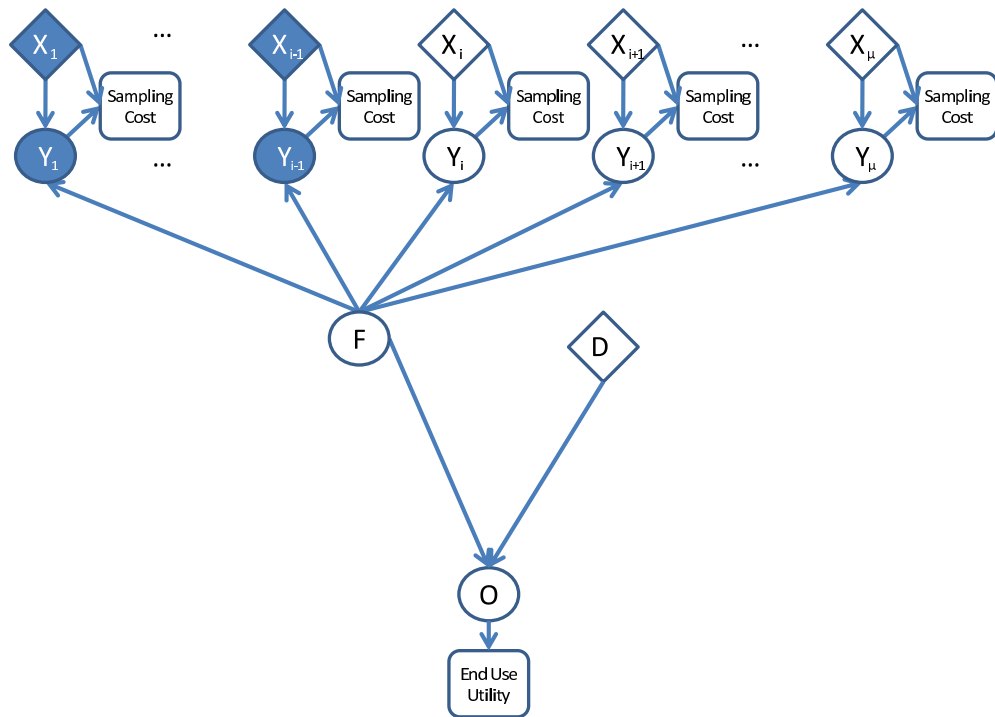 X1 ... Xi-1 Xi Xi+1 ... Xμ
Sampling Cost Sampling Cost Sampling Cost Sampling Cost Sampling Cost
Y1 ... Yi-1 Yi Yi+1 ... Yμ
F
D
O
End Use
Utility